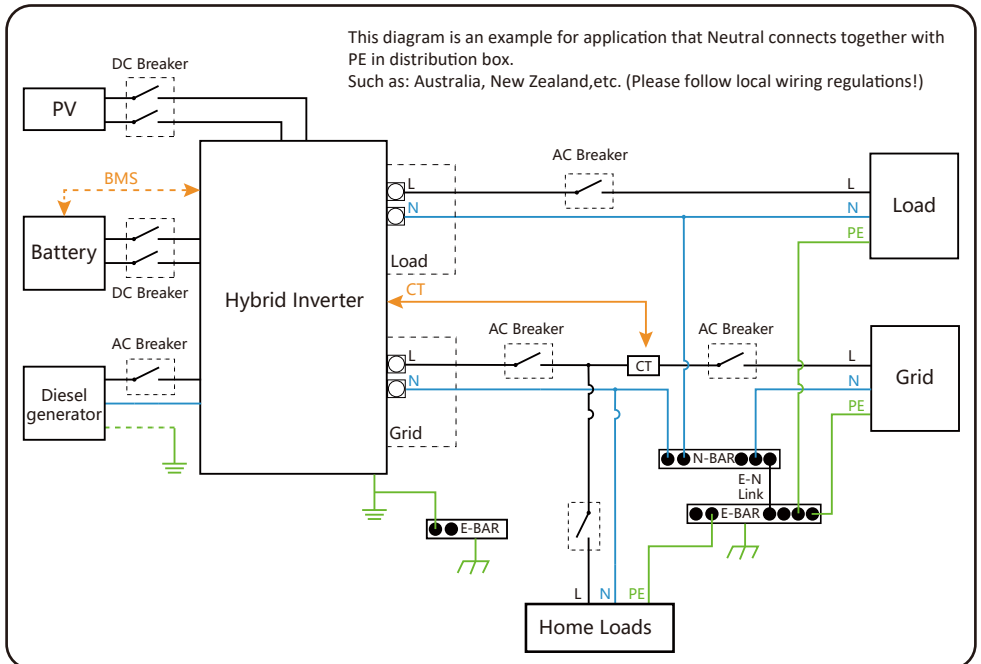 This diagram is an example for application that Neutral connects together with
PE in distribution box.
Such as: Australia, New Zealand,etc. (Please follow local wiring regulations!)
DC Breaker
PV
AC Breaker
BMS
L
N
L
N
PE
Load
Battery
Load
DC Breaker
Hybrid Inverter
CT
AC Breaker
AC Breaker
AC Breaker
L
N
CT
L
N
PE
Grid
Diesel
generator
Grid
N-BAR
E-N
Link
E-BAR
E-BAR
L
N
PE
Home Loads